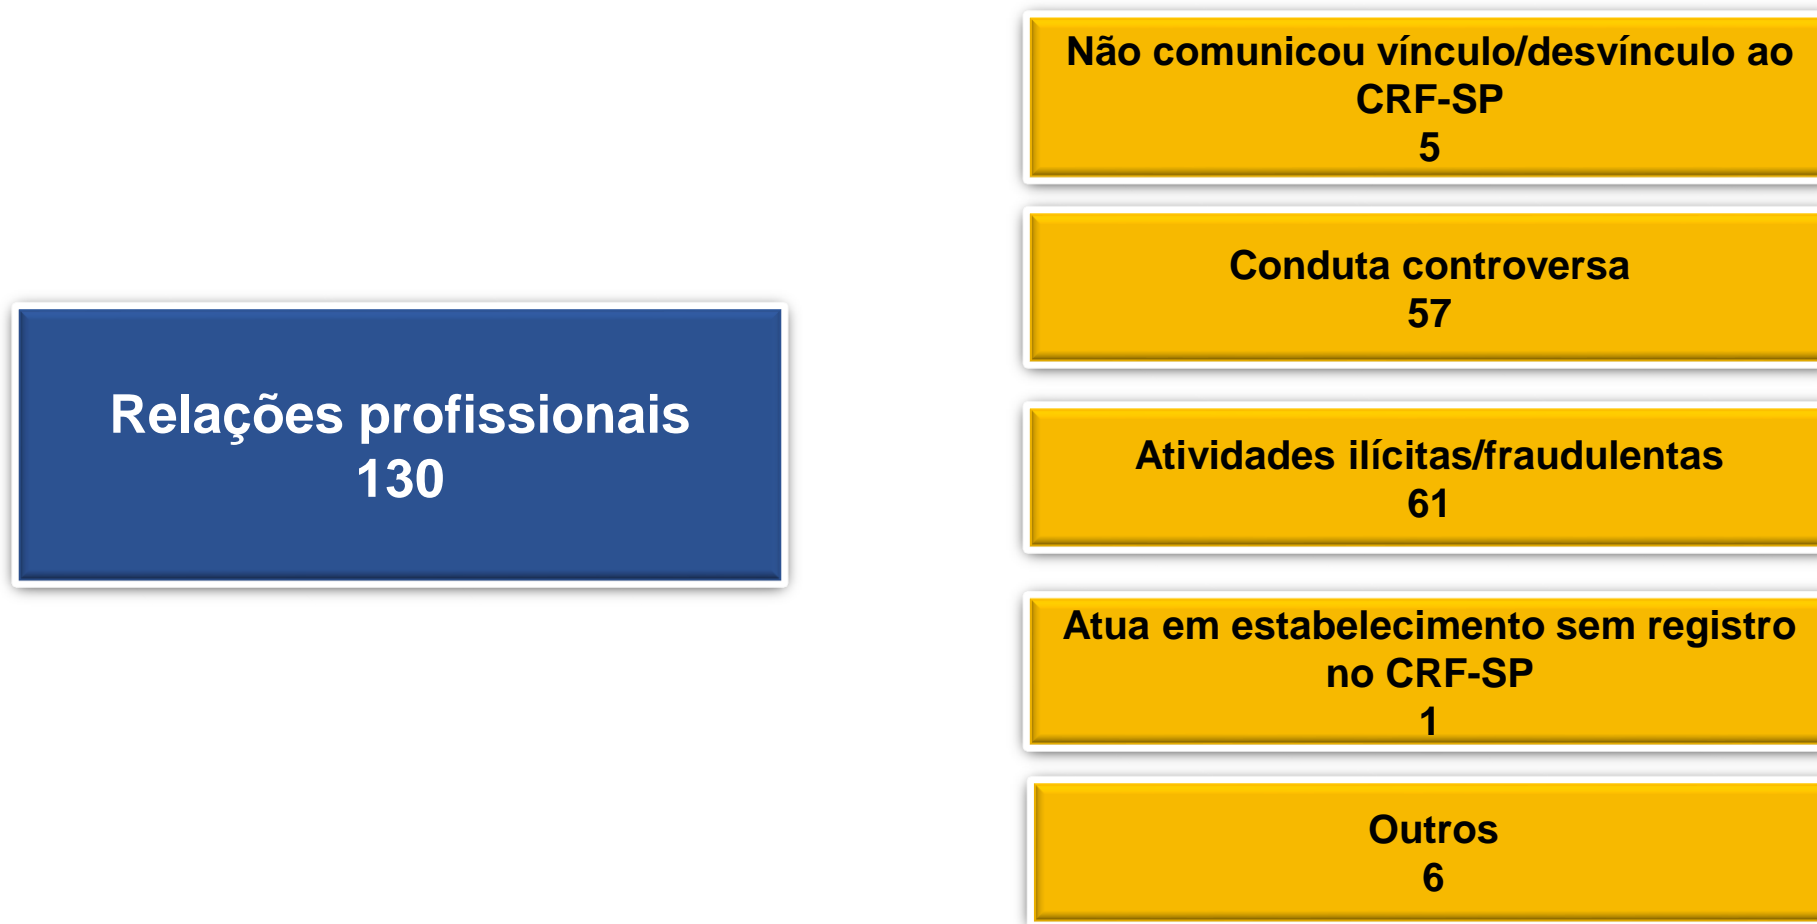 Não comunicou vínculo/desvínculo ao
CRF-SP
5
Conduta controversa
57
Relações profissionais
130
Atividades ilícitas/fraudulentas
61
Atua em estabelecimento sem registro
no CRF-SP
1
Outros
6